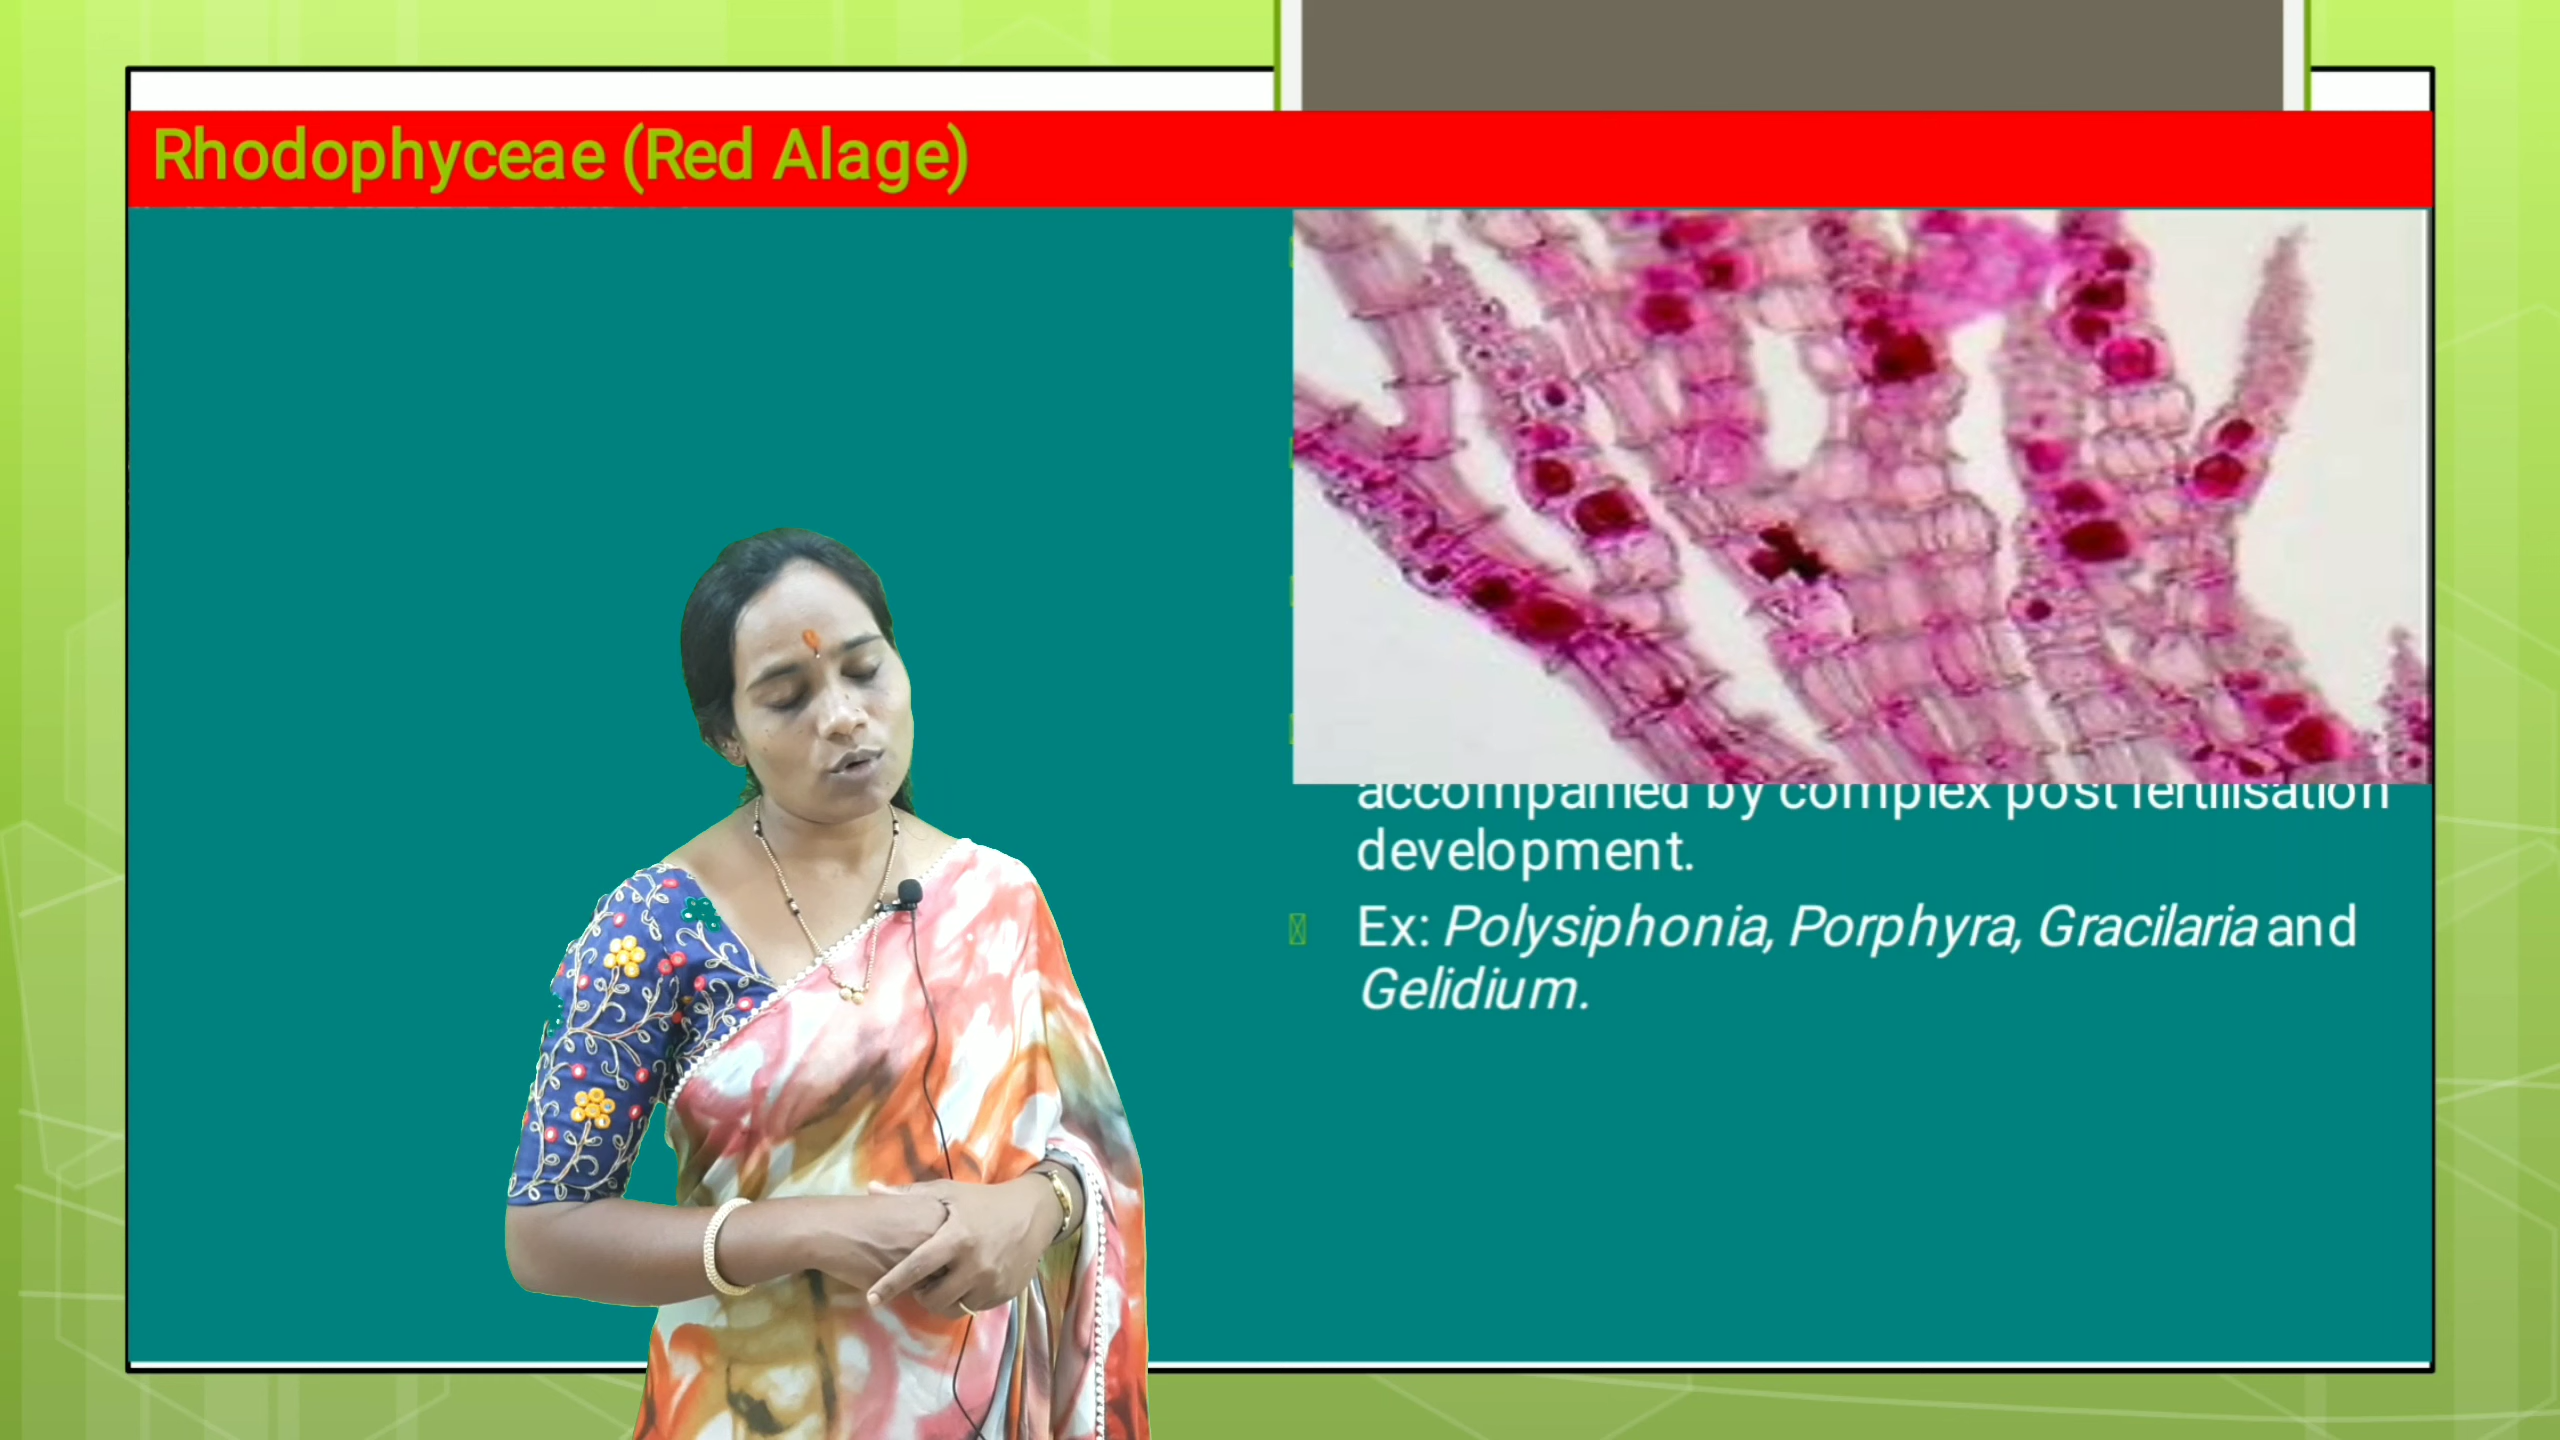 Rhodophyceae (Red Alage)
accompanied by complex post fertilisation
development.
Ex: Polysiphonia, Porphyra, Gracilaria and
Gelidium.